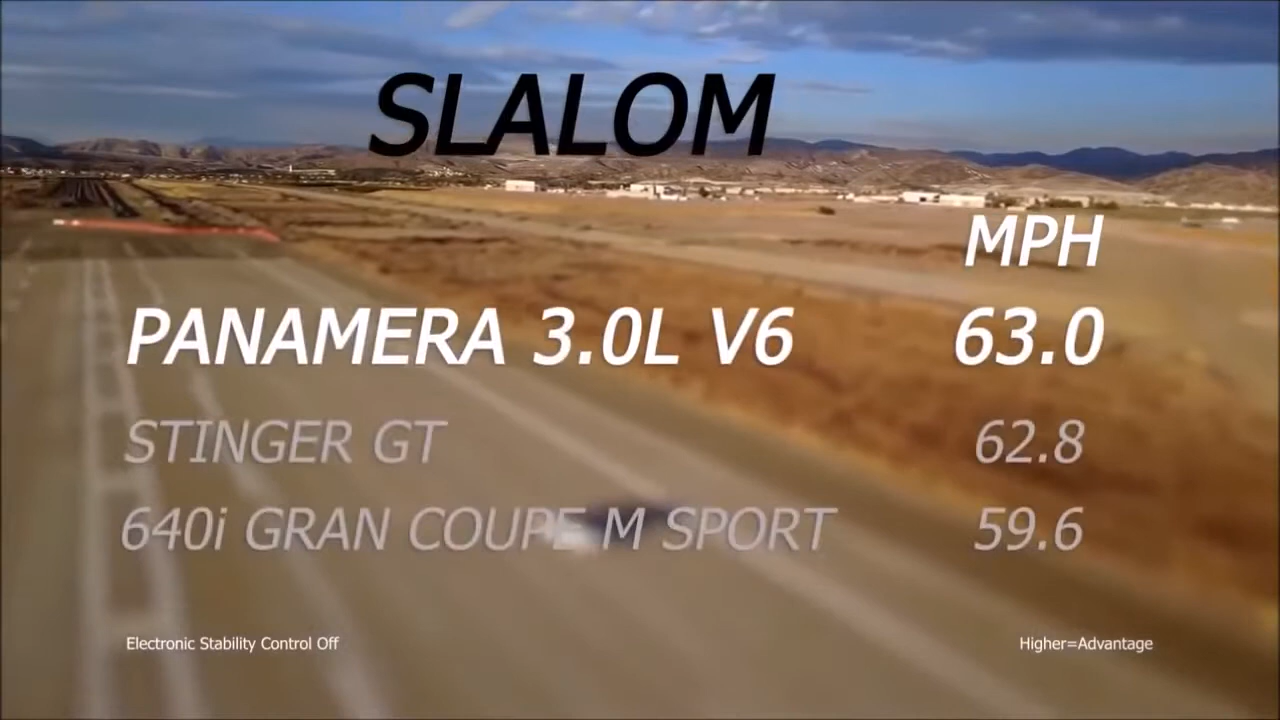 SLALOM
MPH
PANAMERA 3.0L V6 63.0
STINGER GT 62.8
640i GRAN COUPE M SPORT 59.6
Electronic Stability Control Off Higher=Advantage